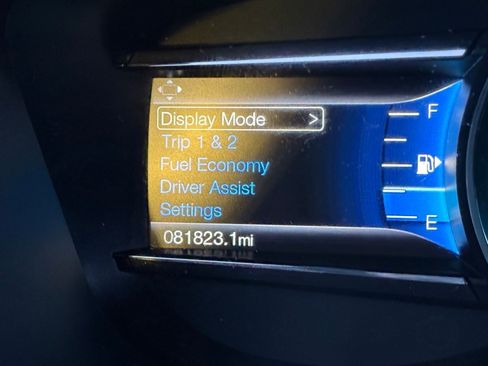 Display Mode >
Trip 1 & 2
Fuel Economy
Driver Assist
Settings
081823.1mi
F
E